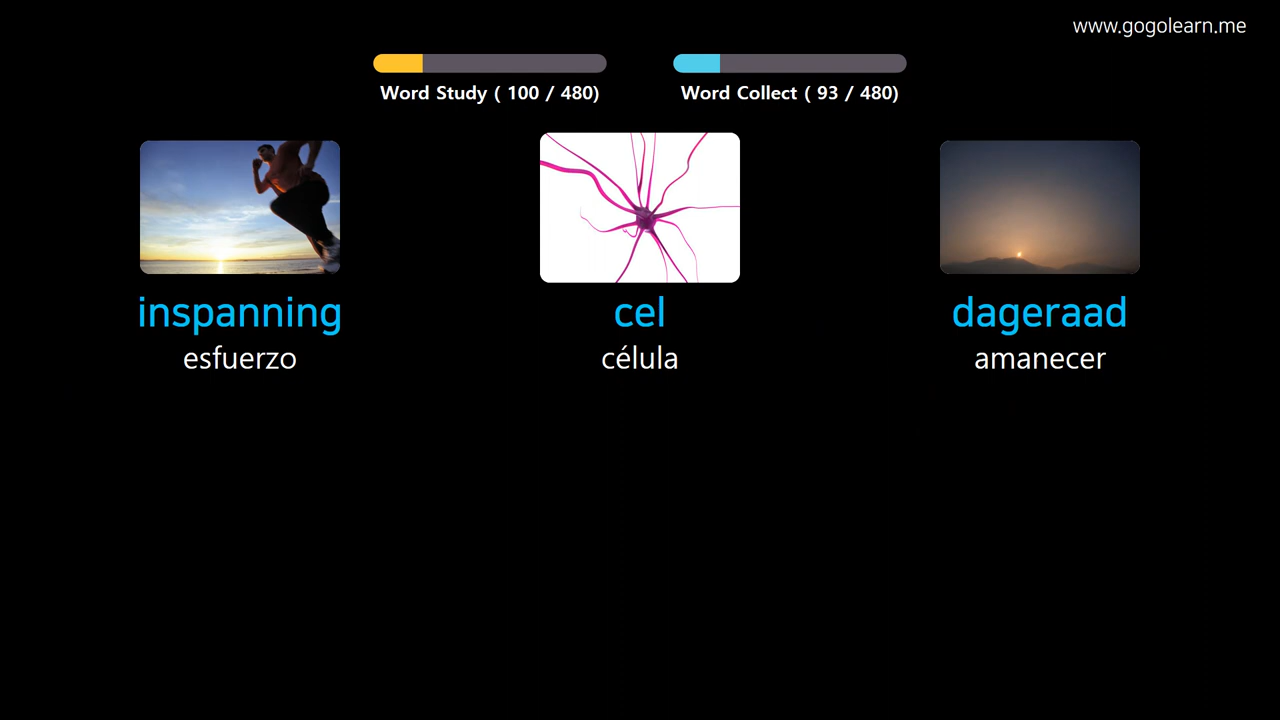 www.gogolearn.me
Word Study ( 100 / 480)
Word Collect ( 93 / 480)
inspanning
esfuerzo
cel
célula
dageraad
amanecer